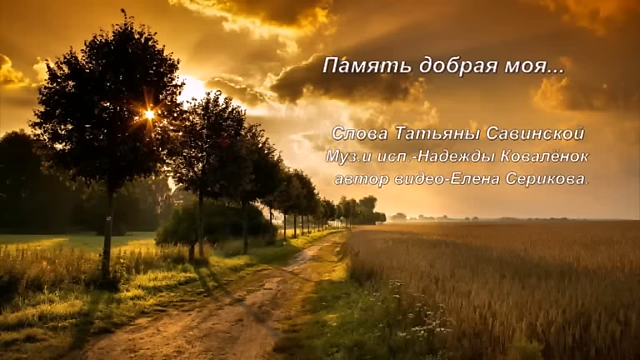 Память добрая моя...
Слова Татьяны Савинской
Муз.и исп.-Надежды Ковалёнок
автор видео-Елена Серикова.